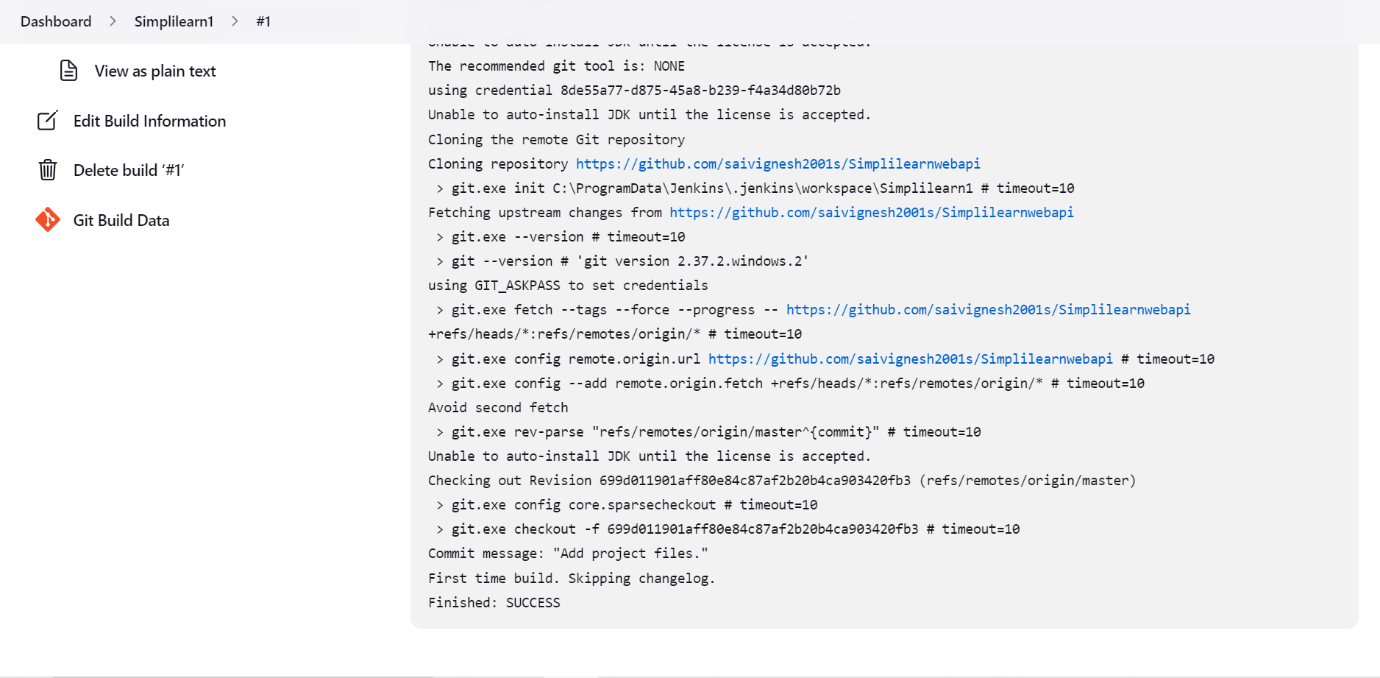 Dashboard > Simplilearn1 > #1
View as plain text
Edit Build Information
Delete build ‘#1’
Git Build Data
Unable to auto-install JDK until the license is accepted.
The recommended git tool is: NONE
using credential 8de55a77-d875-45a8-b239-f4a34d80b72b
Unable to auto-install JDK until the license is accepted.
Cloning the remote Git repository
Cloning repository https://github.com/saivignesh2001s/Simplilearnwebapi
> git.exe init C:\ProgramData\Jenkins\.jenkins\workspace\Simplilearn1 # timeout=10
Fetching upstream changes from https://github.com/saivignesh2001s/Simplilearnwebapi
> git.exe --version # timeout=10
> git --version # 'git version 2.37.2.windows.2'
using GIT_ASKPASS to set credentials
> git.exe fetch --tags --force --progress -- https://github.com/saivignesh2001s/Simplilearnwebapi
+refs/heads/*:refs/remotes/origin/* # timeout=10
> git.exe config remote.origin.url https://github.com/saivignesh2001s/Simplilearnwebapi # timeout=10
> git.exe config --add remote.origin.fetch +refs/heads/*:refs/remotes/origin/* # timeout=10
Avoid second fetch
> git.exe rev-parse "refs/remotes/origin/master^{commit}" # timeout=10
Unable to auto-install JDK until the license is accepted.
Checking out Revision 699d011901aff80e84c87af2b20b4ca903420fb3 (refs/remotes/origin/master)
> git.exe config core.sparsecheckout # timeout=10
> git.exe checkout -f 699d011901aff80e84c87af2b20b4ca903420fb3 # timeout=10
Commit message: "Add project files."
First time build. Skipping changelog.
Finished: SUCCESS